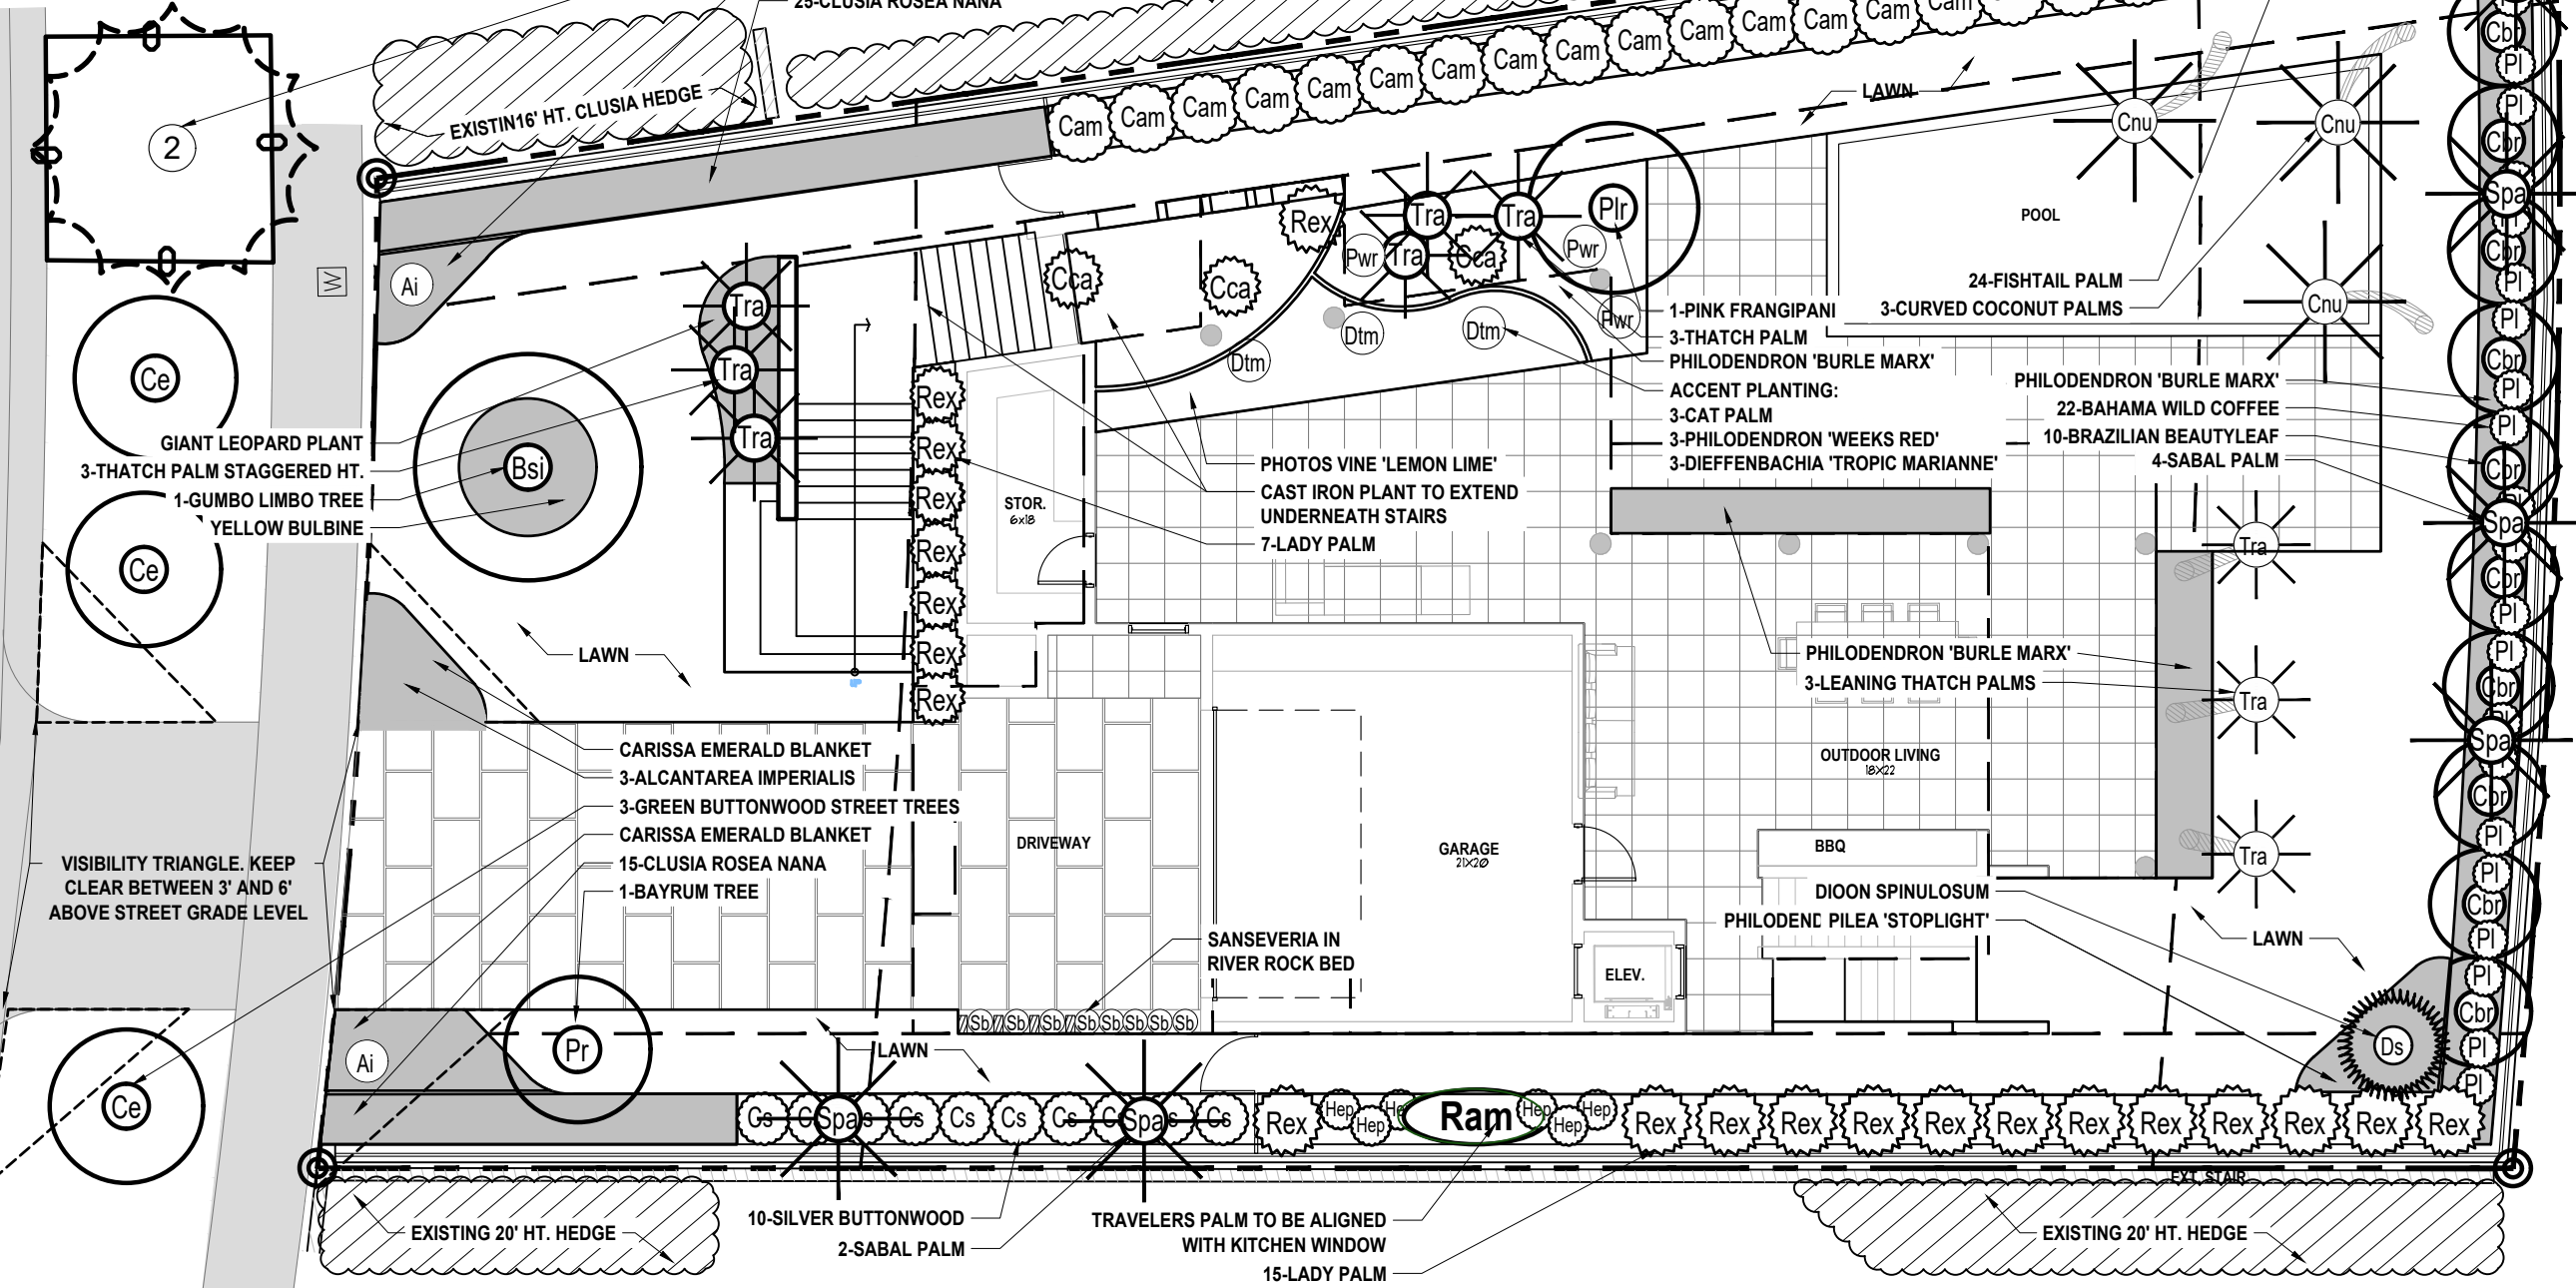 25-CLUSIA ROSEA NANA
EXISTIN16' HT. CLUSIA HEDGE
2
W
Ai
Ce
Ce
Ce
Cam Cam Cam Cam Cam Cam Cam Cam Cam Cam Cam Cam Cam Cam Cam
LAWN
Cnu
Cnu
Cnu
POOL
24-FISHTAIL PALM
3-CURVED COCONUT PALMS
Rex
Tra
Tra
Tra
Plr
Pwr
Pwr
Pwr
Cca
Cca
Cca
Dtm
Dtm
Dtm
Tra
Tra
Tra
Bsi
GIANT LEOPARD PLANT
3-THATCH PALM STAGGERED HT.
1-GUMBO LIMBO TREE
YELLOW BULBINE
1-PINK FRANGIPANI
3-THATCH PALM
PHILODENDRON 'BURLE MARX'
ACCENT PLANTING:
3-CAT PALM
3-PHILODENDRON 'WEEKS RED'
3-DIEFFENBACHIA 'TROPIC MARIANNE'
PHILODENDRON 'BURLE MARX'
22-BAHAMA WILD COFFEE
10-BRAZILIAN BEAUTYLEAF
4-SABAL PALM
PHOTOS VINE 'LEMON LIME'
CAST IRON PLANT TO EXTEND
UNDERNEATH STAIRS
7-LADY PALM
STOR.
6x18
Rex
Rex
Rex
Rex
Rex
Rex
Rex
LAWN
PHILODENDRON 'BURLE MARX'
3-LEANING THATCH PALMS
Tra
Tra
Tra
OUTDOOR LIVING
18X22
CARISSA EMERALD BLANKET
3-ALCANTAREA IMPERIALIS
3-GREEN BUTTONWOOD STREET TREES
CARISSA EMERALD BLANKET
15-CLUSIA ROSEA NANA
1-BAYRUM TREE
DRIVEWAY
GARAGE
21X20
BBQ
VISIBILITY TRIANGLE. KEEP
CLEAR BETWEEN 3' AND 6'
ABOVE STREET GRADE LEVEL
DIOON SPINULOSUM
PHILODEND PILEA 'STOPLIGHT'
SANSEVERIA IN
RIVER ROCK BED
ELEV.
LAWN
Cbr
Pl
Pl
Cbr
Spa
Cbr
Pl
Pl
Cbr
Pl
Pl
Cbr
Spa
Cbr
Pl
Pl
Cbr
Spa
Cbr
Pl
Pl
Cbr
Pl
Pl
Cbr
Pl
Pl
Ds
Sb Sb Sb Sb Sb Sb Sb Sb
Pr
Ai
LAWN
Cs Spa Cs Cs Cs Cs Spa Cs Rex Hep Hep Ram Hep Hep Hep Rex Rex Rex Rex Rex Rex Rex Rex Rex Rex Rex Rex
EXT. STAIR
EXISTING 20' HT. HEDGE
10-SILVER BUTTONWOOD
2-SABAL PALM
TRAVELERS PALM TO BE ALIGNED
WITH KITCHEN WINDOW
15-LADY PALM
EXISTING 20' HT. HEDGE